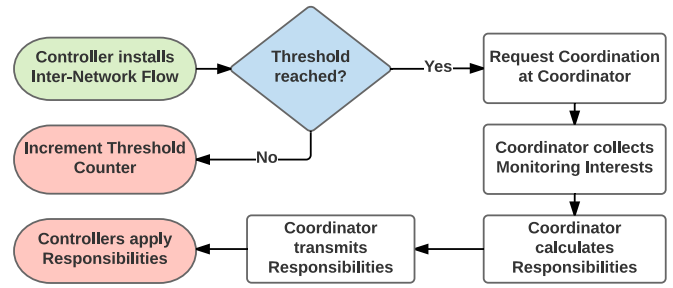 Controller installs
Inter-Network Flow
Threshold
reached?
Yes
Request Coordination
at Coordinator
No
Increment Threshold
Counter
Coordinator collects
Monitoring Interests
Coordinator
calculates
Responsibilities
Coordinator
transmits
Responsibilities
Controllers apply
Responsibilities